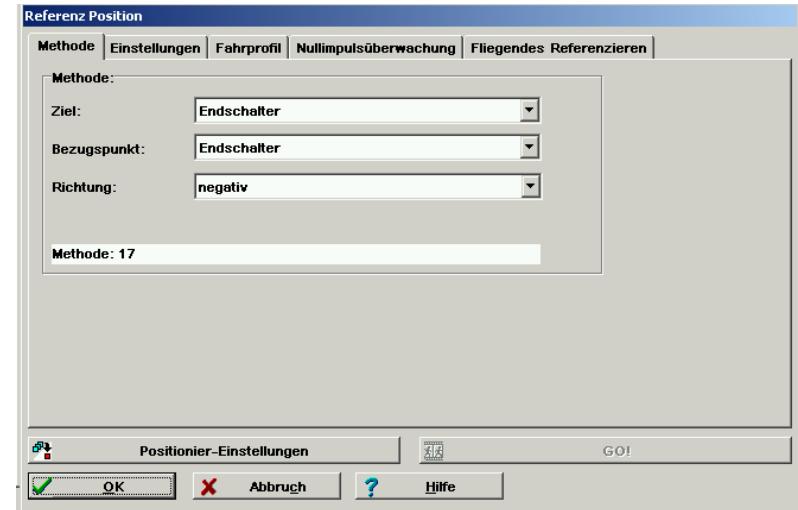 Referenz Position
Methode Einstellungen Fahrprofil Nullimpulsüberwachung Fliegendes Referenzieren
Methode:
Ziel: Endschalter
Bezugspunkt: Endschalter
Richtung: negativ
Methode: 17
Positionier-Einstellungen GO!
OK Abbruch Hilfe